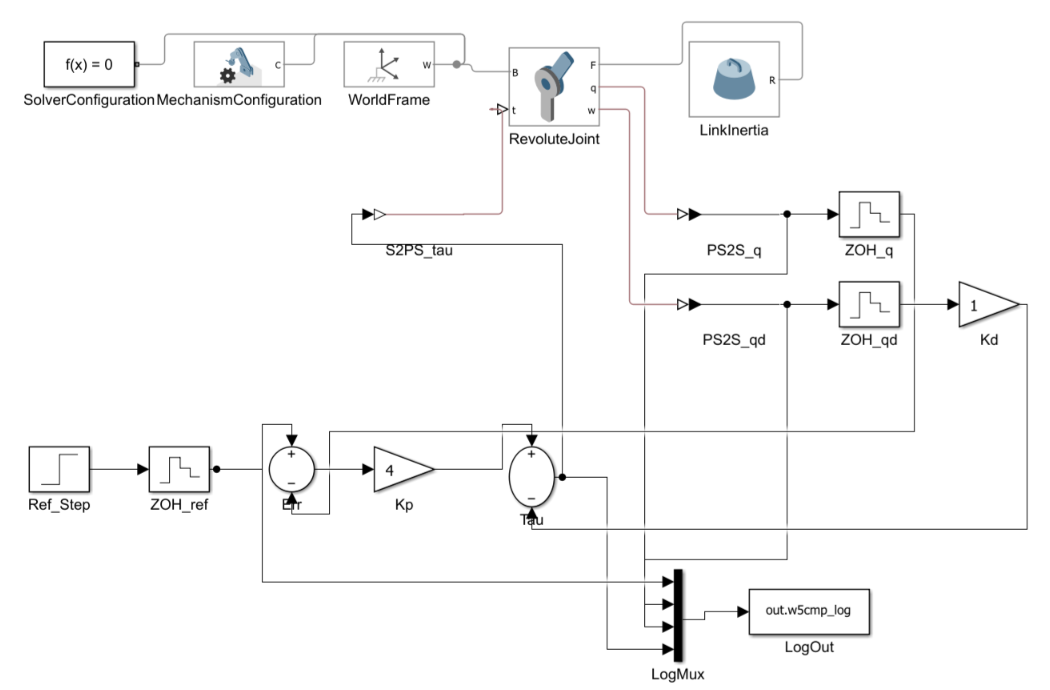 f(x) = 0
SolverConfiguration
C
MechanismConfiguration
W
WorldFrame
B
t
F
q
w
RevoluteJoint
R
LinkInertia
S2PS_tau
PS2S_q
ZOH_q
PS2S_qd
ZOH_qd
1
Kd
Ref_Step
ZOH_ref
+
−
Err
4
Kp
+
−
Tau
out.w5cmp_log
LogOut
LogMux